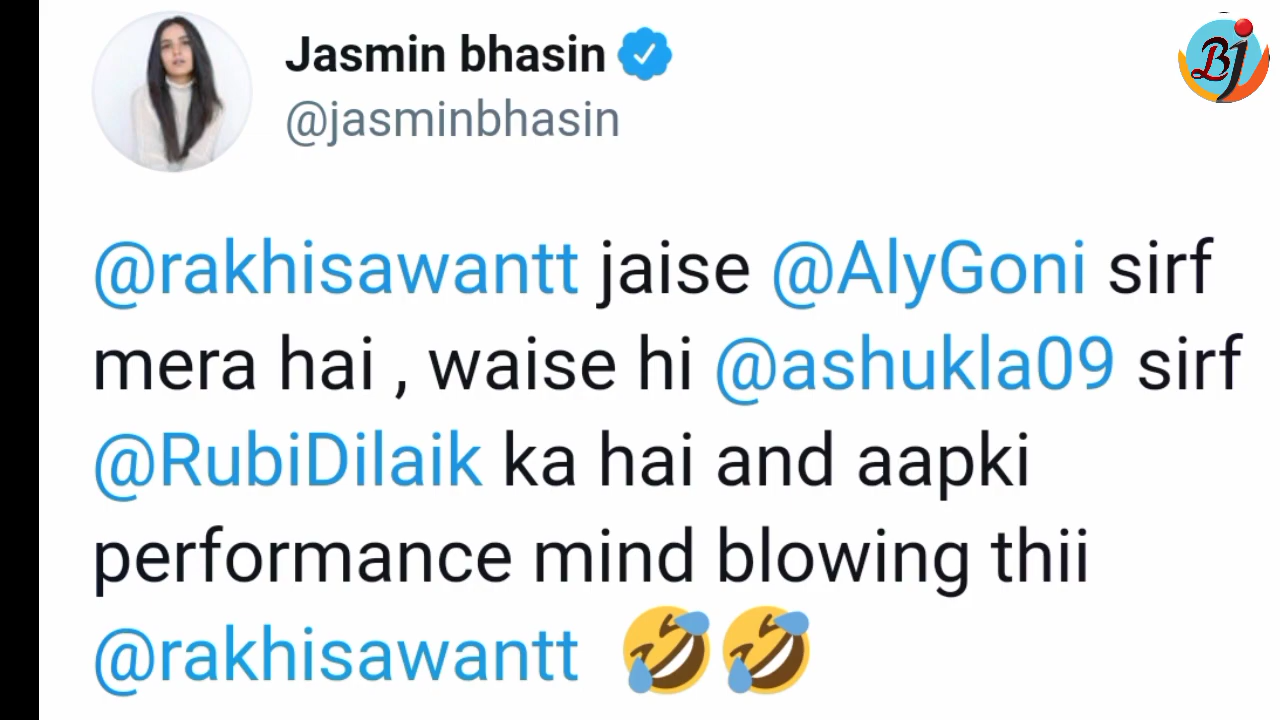 Bj
Jasmin bhasin
@jasminbhasin
@rakhisawantt jaise @AlyGoni sirf
mera hai , waise hi @ashukla09 sirf
@RubiDilaik ka hai and aapki
performance mind blowing thii
@rakhisawantt 🤣🤣